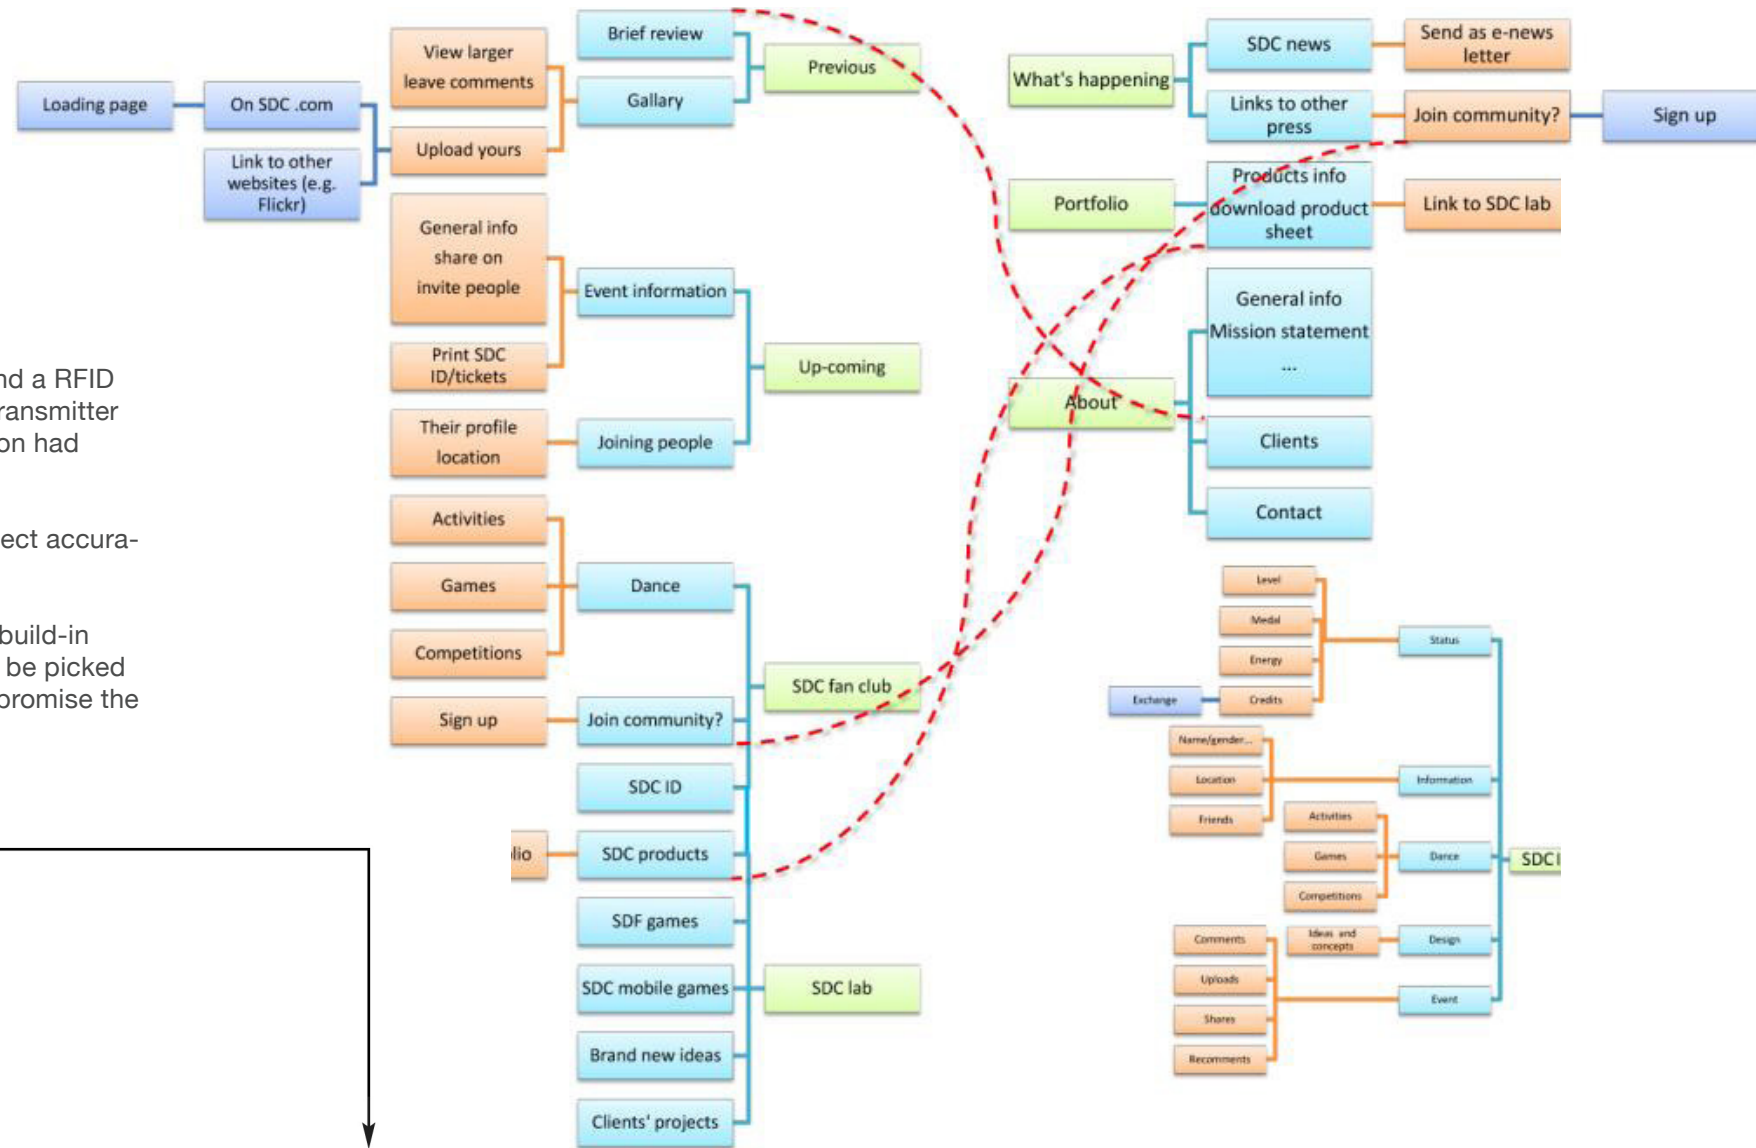 nd a RFID
ransmitter
on had
ect accura-
build-in
be picked
promise the
Loading page
On SDC .com
Link to other
websites (e.g.
Flickr)
View larger
leave comments
Upload yours
Brief review
Gallary
Previous
General info
share on
invite people
Print SDC
ID/tickets
Event information
Their profile
location
Joining people
Up-coming
Activities
Games
Competitions
Dance
Sign up
Join community?
SDC fan club
SDC ID
lio
SDC products
SDF games
SDC mobile games
SDC lab
Brand new ideas
Clients' projects
What's happening
SDC news
Send as e-news
letter
Links to other
press
Join community?
Sign up
Portfolio
Products info
download product
sheet
Link to SDC lab
About
General info
Mission statement
...
Clients
Contact
Level
Medal
Energy
Credits
Exchange
Status
Name/gender...
Location
Friends
Information
Activities
Games
Competitions
Dance
SDC I
Ideas and
concepts
Design
Comments
Uploads
Shares
Recomments
Event